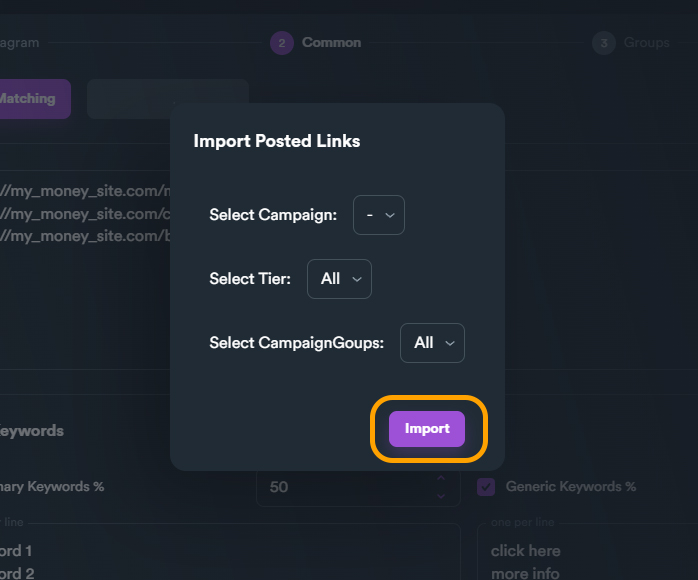 agram
2 Common
3 Groups
Matching
Import Posted Links
//my_money_site.com/
Select Campaign: -
//my_money_site.com/c
//my_money_site.com/b
Select Tier: All
Select CampaignGoups: All
Import
eywords
nary Keywords %
50
Generic Keywords %
line
ons per line
ord 1
click here
ord 2
more info